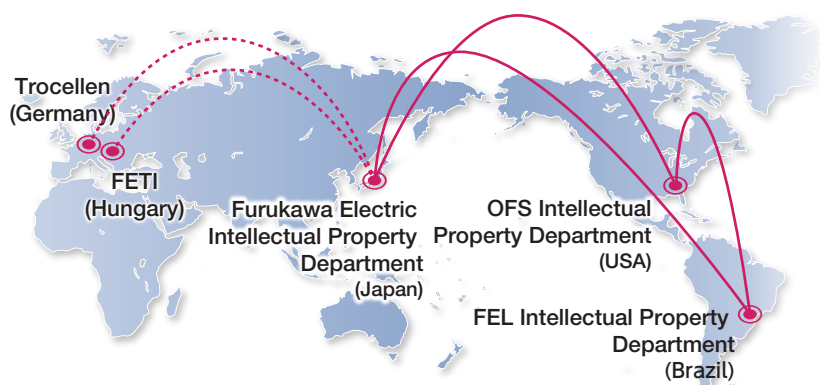 Trocellen
(Germany)
FETI
(Hungary)
Furukawa Electric
Intellectual Property
Department
(Japan)
OFS Intellectual
Property Department
(USA)
FEL Intellectual Property
Department
(Brazil)